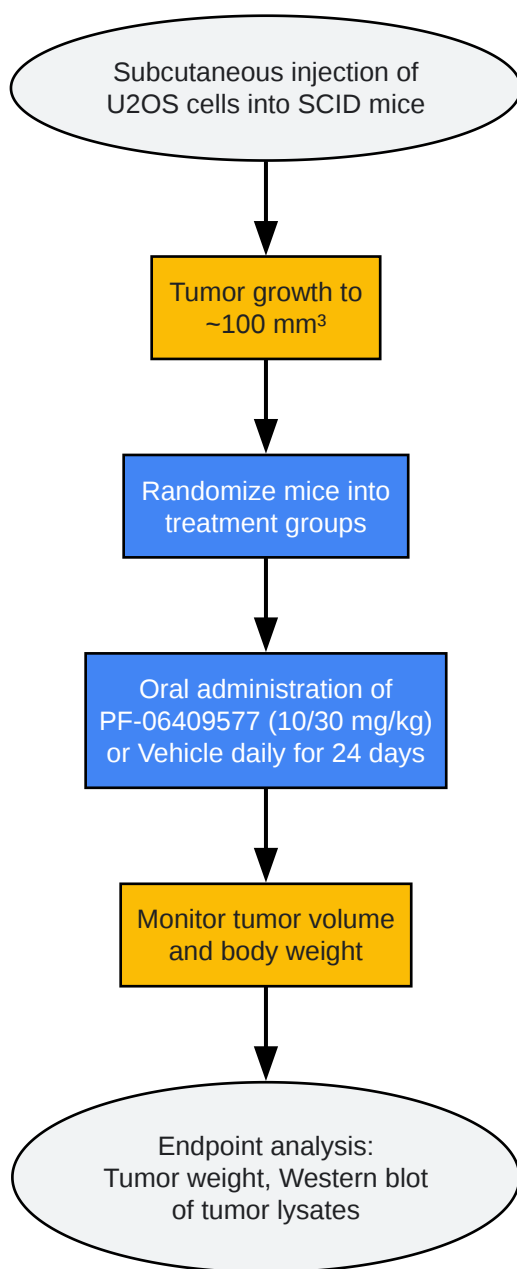 Subcutaneous injection of
U2OS cells into SCID mice
Tumor growth to
~100 mm³
Randomize mice into
treatment groups
Oral administration of
PF-06409577 (10/30 mg/kg)
or Vehicle daily for 24 days
Monitor tumor volume
and body weight
Endpoint analysis:
Tumor weight, Western blot
of tumor lysates